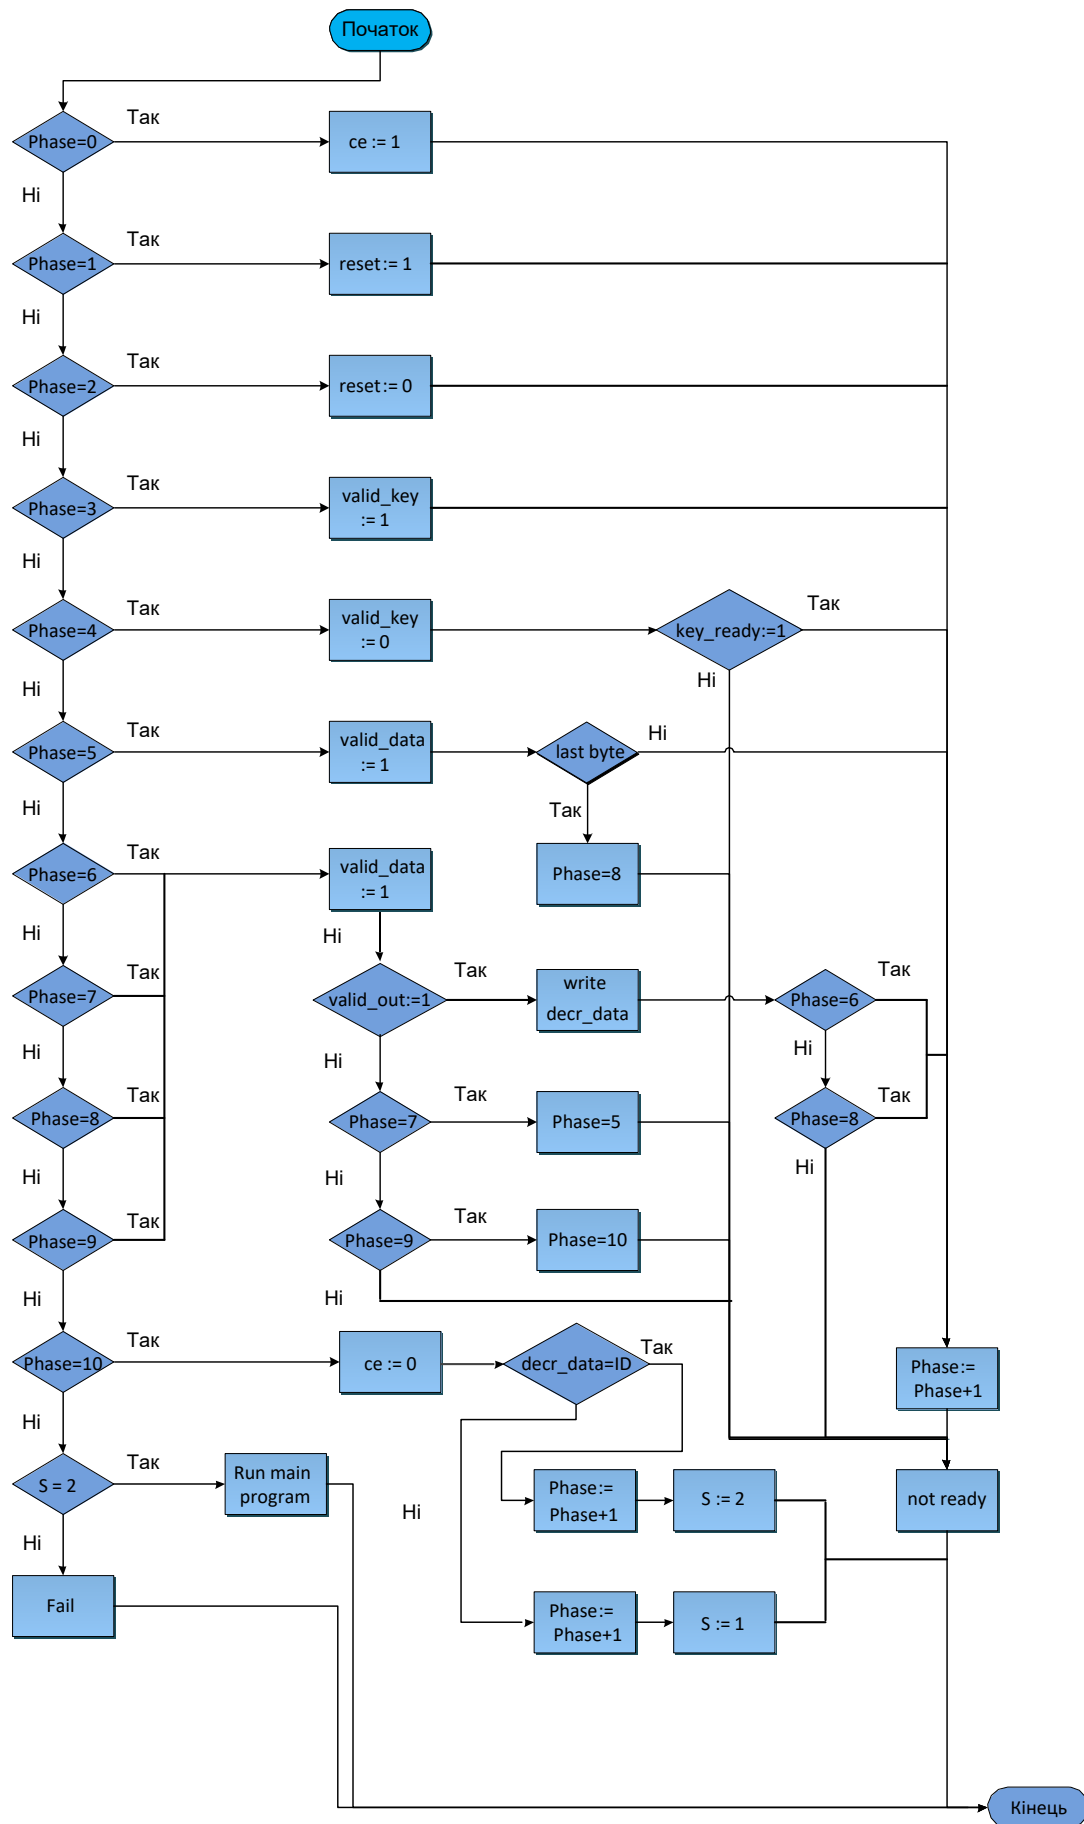 Початок
Так
Phase=0
ce := 1
Ні
Так
Phase=1
reset:= 1
Ні
Так
Phase=2
reset:= 0
Ні
Так
Phase=3
valid_key
:= 1
Ні
Так
Phase=4
valid_key
:= 0
key_ready:=1
Так
Ні
Ні
Так
Phase=5
valid_data
:= 1
last byte
Ні
Так
Phase=8
Ні
Так
Phase=6
valid_data
:= 1
Ні
Ні
Так
Phase=7
valid_out:=1
Так
write
decr_data
Phase=6
Так
Ні
Ні
Ні
Так
Phase=8
Phase=7
Так
Phase=5
Phase=8
Так
Ні
Ні
Ні
Так
Phase=9
Phase=9
Так
Phase=10
Ні
Ні
Так
Phase=10
ce := 0
decr_data=ID
Так
Phase:=
Phase+1
Ні
Так
S = 2
Run main
program
Ні
Phase:=
Phase+1
S := 2
not ready
Ні
Fail
Phase:=
Phase+1
S := 1
Кінець